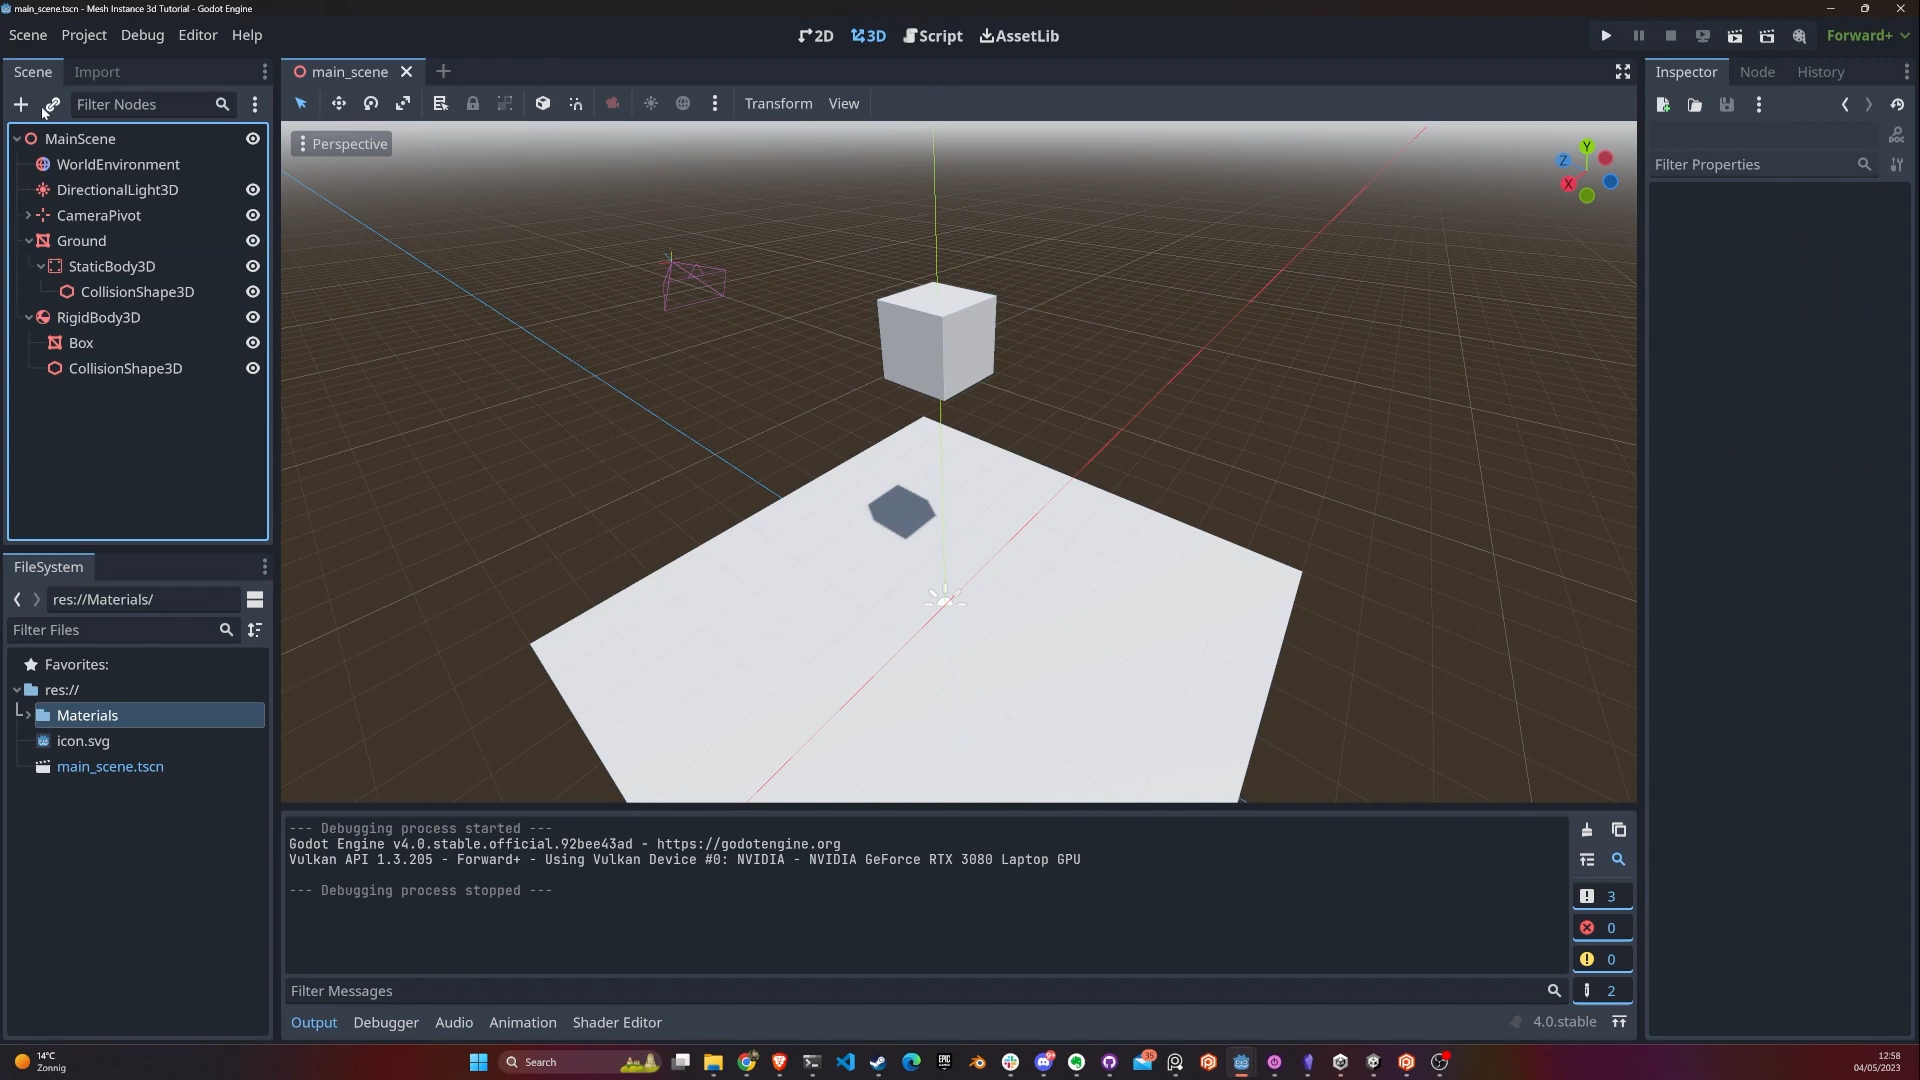 main_scene.tscn - Mesh Instance 3d Tutorial - Godot Engine
Scene Project Debug Editor Help
2D 3D Script AssetLib
Forward+
Scene Import
main_scene
Inspector Node History
Filter Nodes
Transform View
MainScene
WorldEnvironment
DirectionalLight3D
CameraPivot
Ground
StaticBody3D
CollisionShape3D
RigidBody3D
Box
CollisionShape3D
Perspective
Y
Z
X
DOC
Filter Properties
FileSystem
res://Materials/
Filter Files
Favorites:
res://
Materials
icon.svg
main_scene.tscn
--- Debugging process started ---
Godot Engine v4.0.stable.official.92bee43ad - https://godotengine.org
Vulkan API 1.3.205 - Forward+ - Using Vulkan Device #0: NVIDIA - NVIDIA GeForce RTX 3080 Laptop GPU
--- Debugging process stopped ---
3
0
0
2
Filter Messages
Output Debugger Audio Animation Shader Editor
4.0.stable
14°C
Zonnig
Search
35
12:58
04/05/2023